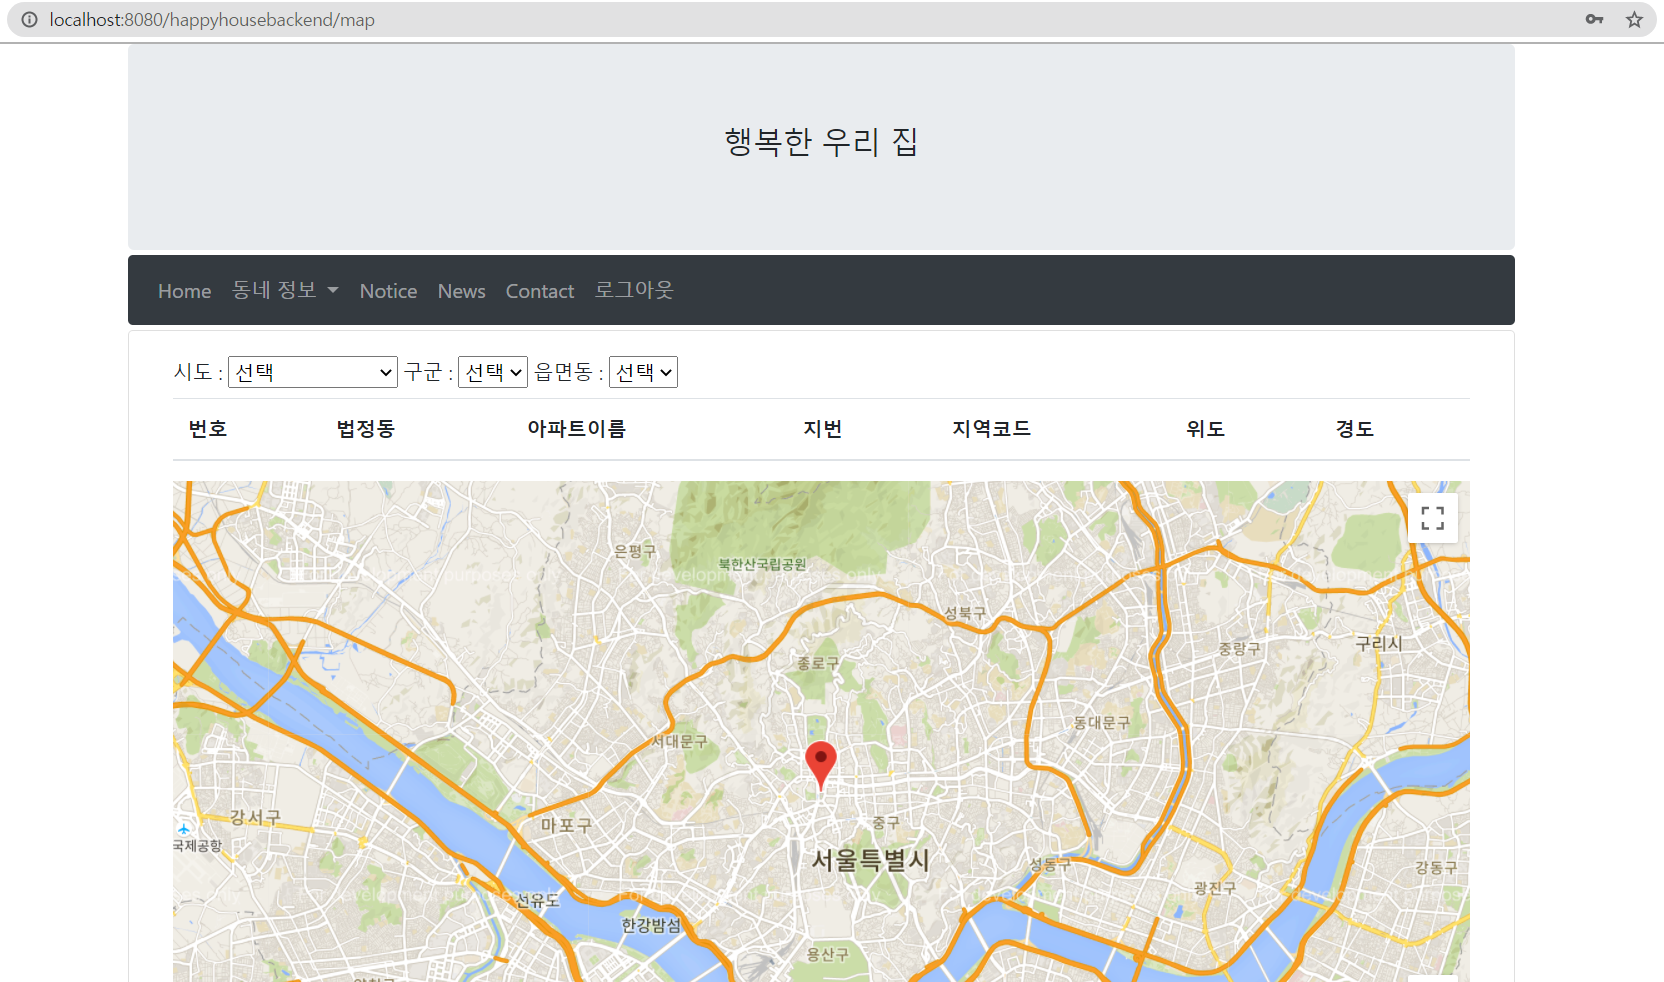 localhost:8080/happyhousebackend/map
행복한 우리 집
Home 동네 정보 Notice News Contact 로그아웃
시도 : 선택 구군 : 선택 읍면동 : 선택
번호 법정동 아파트이름 지번 지역코드 위도 경도
은평구
북한산국립공원
성북구
구리시
중랑구
종로구
동대문구
서대문구
강서구
마포구
중구
국제공항
서울특별시
성동구
강동구
광진구
선유도
한강밤섬
용산구